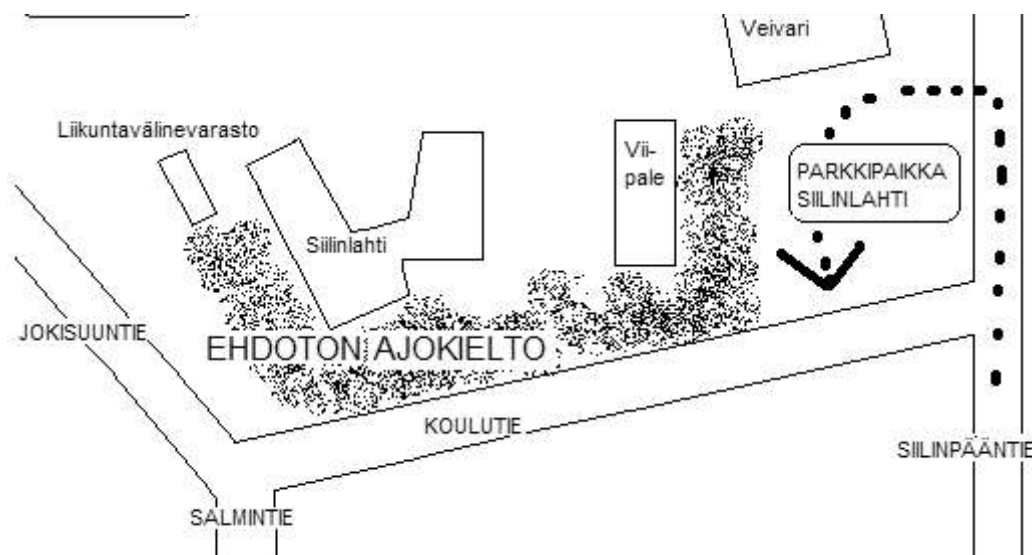 Veivari
Liikuntavälinevarasto
Vii-
pale
PARKKIPAIKKA
SIILINLAHTI
Siilinlahti
JOKISUUNTIE
EHDOTON AJOKIELTO
KOULUTIE
SIILINPÄÄNTIE
SALMINTIE